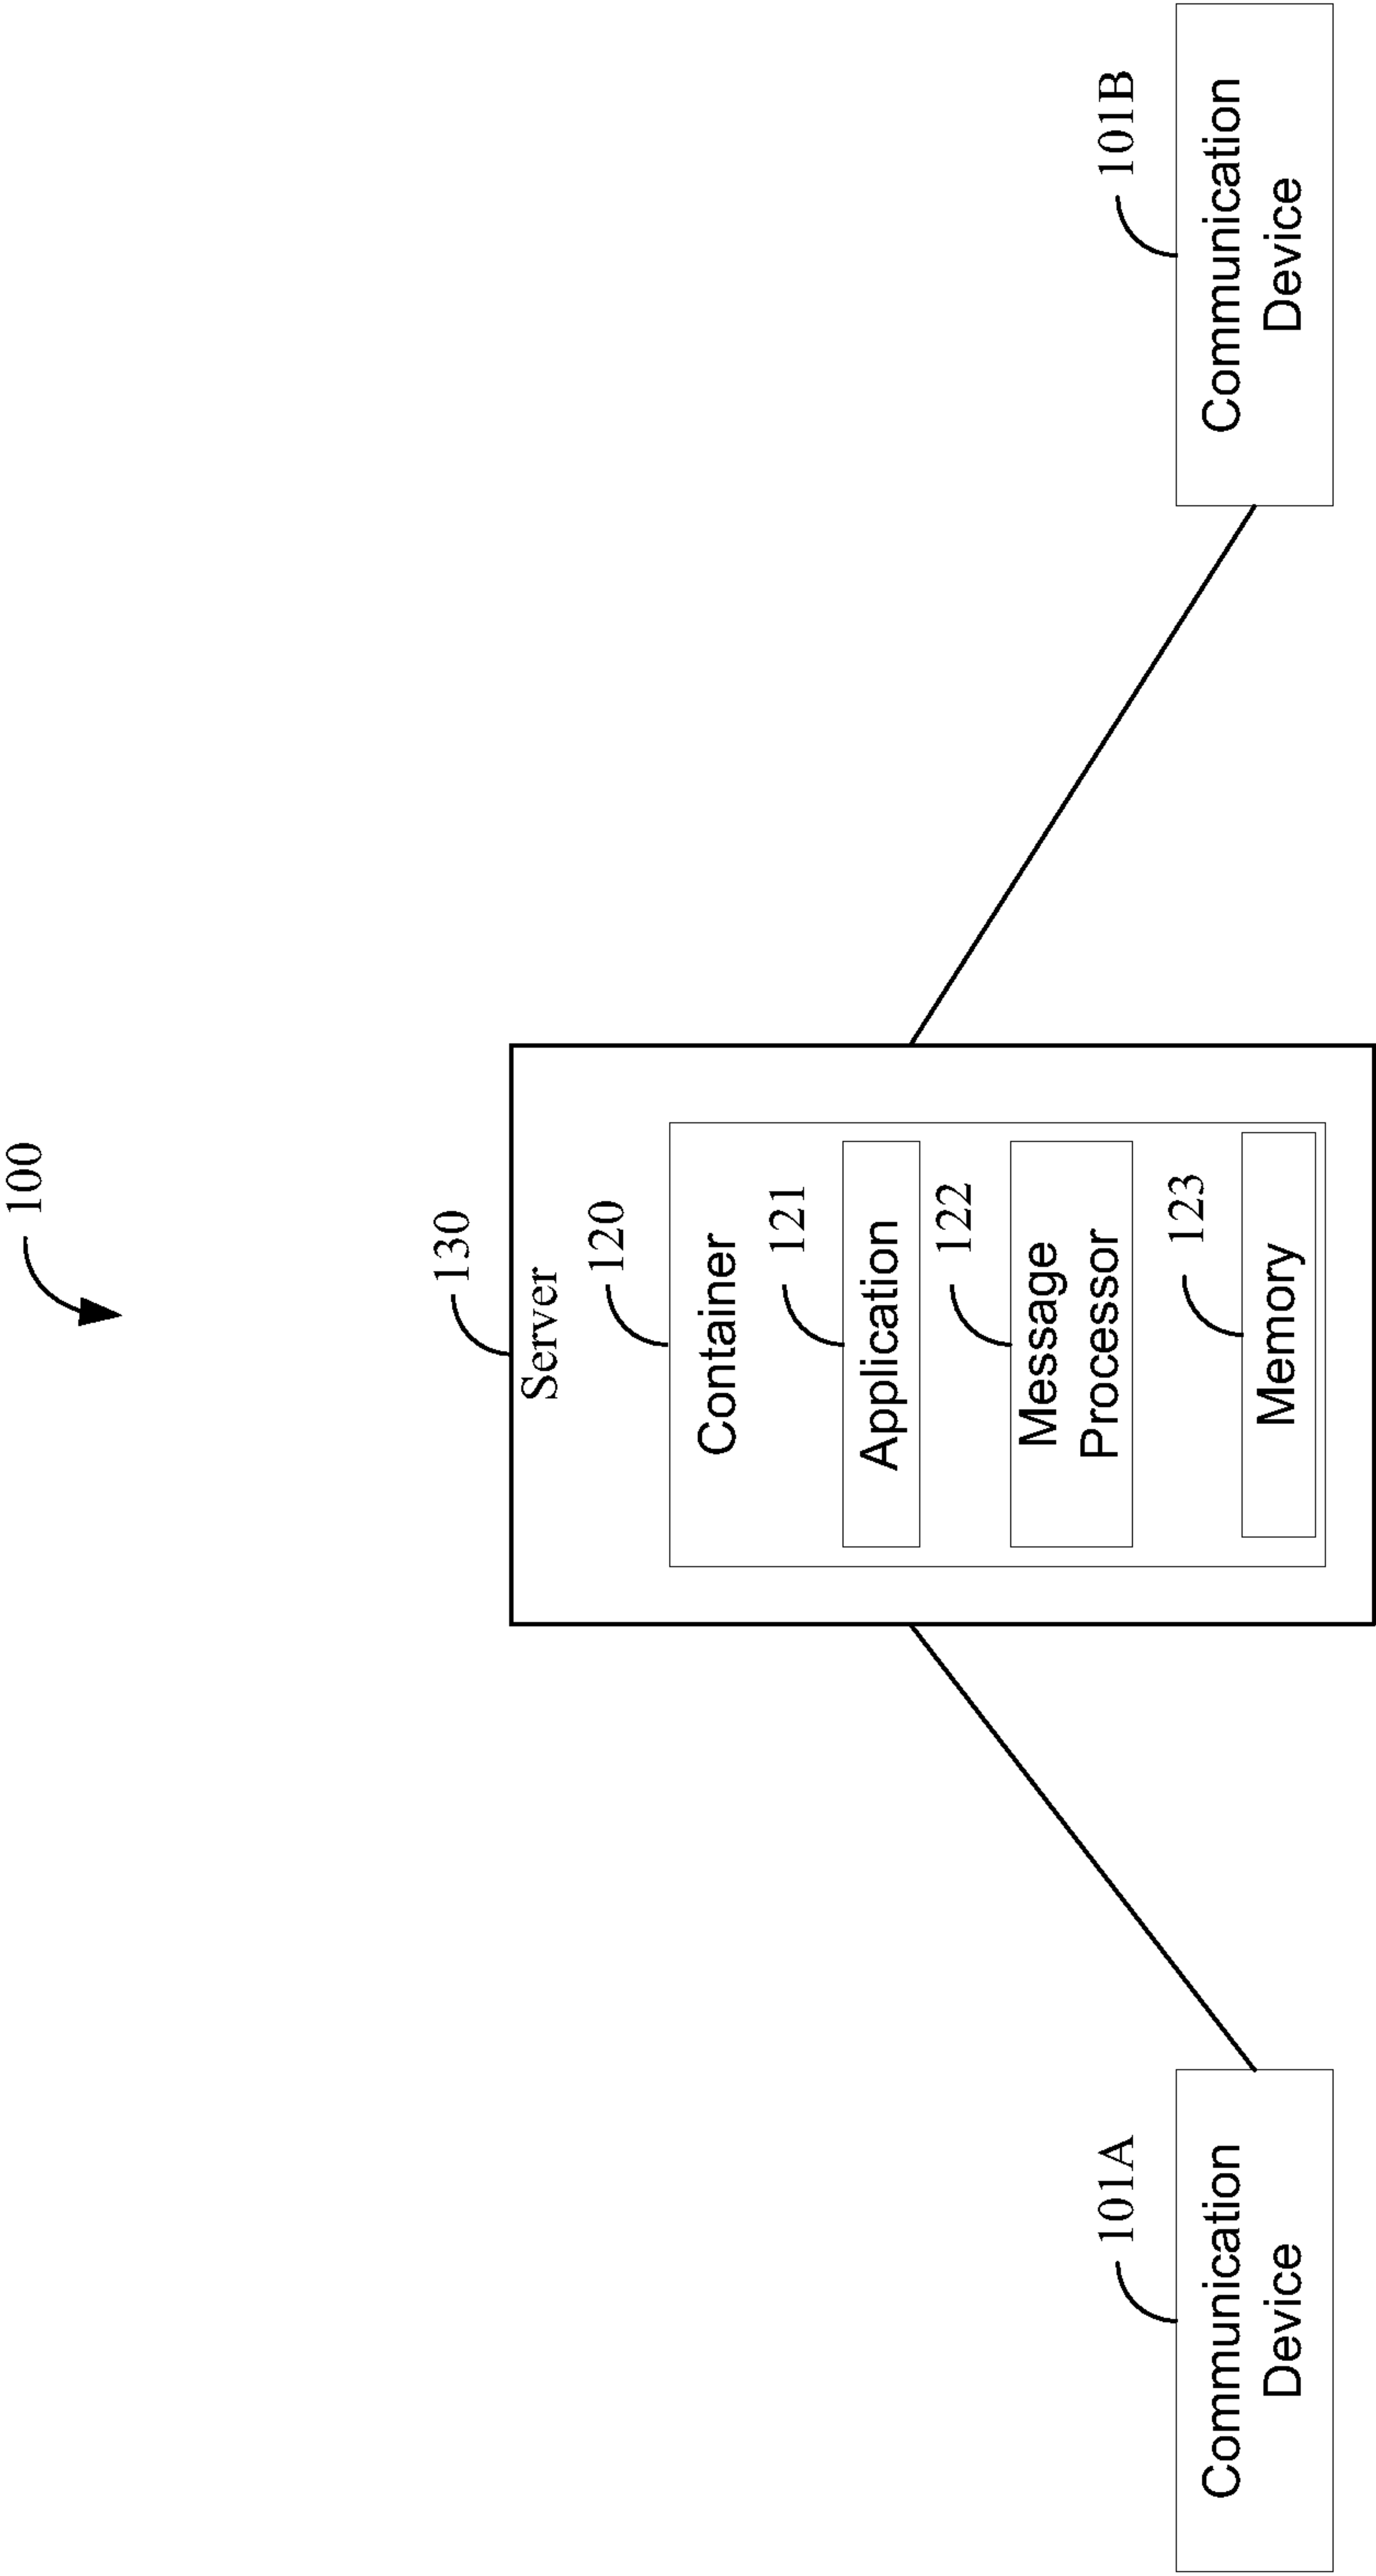 100
130
Server
120
Container
121
Application
122
Message
Processor
123
Memory
101A
Communication
Device
101B
Communication
Device